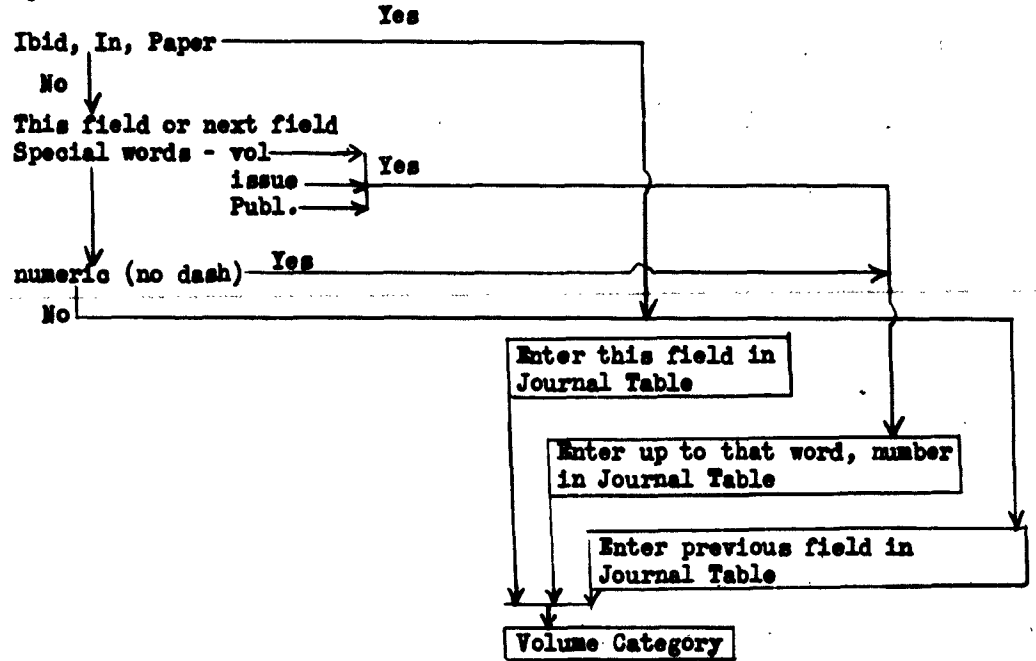 Yes
Ibid, In, Paper
No
This field or next field
Special words - vol
Yes
issue
Publ.
numeric (no dash) Yes
No
Enter this field in
Journal Table
Enter up to that word, number
in Journal Table
Enter previous field in
Journal Table
Volume Category